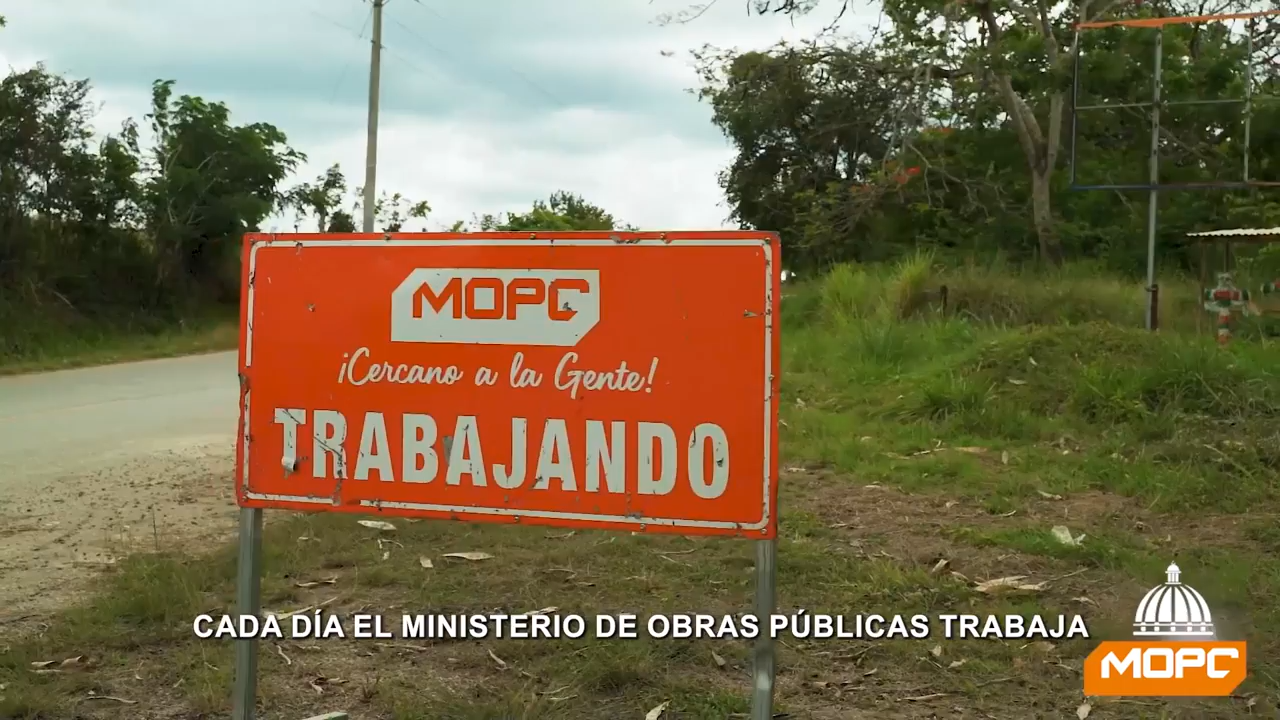 MOPC
¡Cercano a la Gente!
TRABAJANDO
CADA DÍA EL MINISTERIO DE OBRAS PÚBLICAS TRABAJA
MOPC